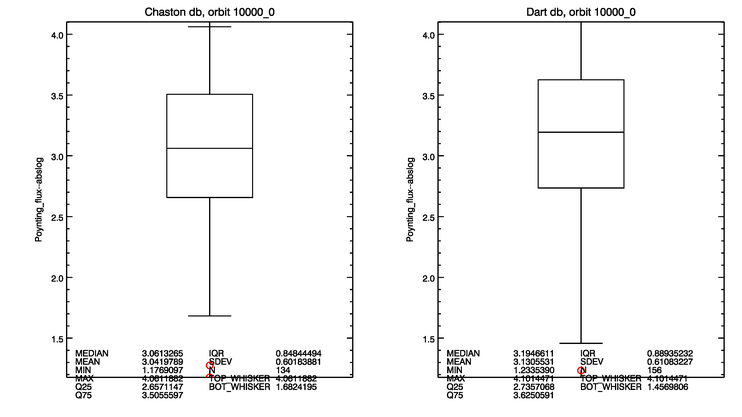 Chaston db, orbit 10000_0
4.0
3.5
3.0
2.5
2.0
1.5
Poynting_flux--abslog
MEDIAN 3.0613265 IQR 0.84844494
MEAN 3.0419789 SDEV 0.60183881
MIN 1.1769097 N 134
MAX 4.0611882 TOP_WHISKER 4.0611882
Q25 2.6571147 BOT_WHISKER 1.6824195
Q75 3.5055597
Dart db, orbit 10000_0
4.0
3.5
3.0
2.5
2.0
1.5
Poynting_flux--abslog
MEDIAN 3.1946611 IQR 0.88935232
MEAN 3.1305531 SDEV 0.61083227
MIN 1.2335390 N 156
MAX 4.1014471 TOP_WHISKER 4.1014471
Q25 2.7357068 BOT_WHISKER 1.4569806
Q75 3.6250591